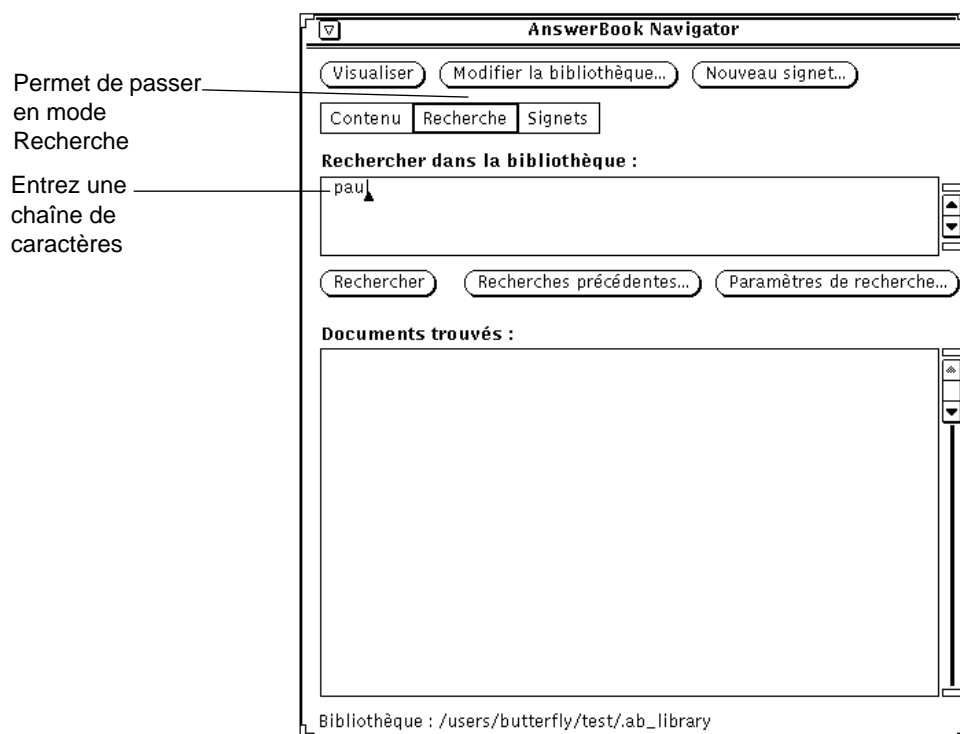 AnswerBook Navigator
Visualiser Modifier la bibliothèque... Nouveau signet...
Permet de passer
en mode
Recherche
Contenu Recherche Signets
Rechercher dans la bibliothèque :
Entrez une
chaîne de
caractères
paul
Rechercher Recherches précédentes... Paramètres de recherche...
Documents trouvés :
Bibliothèque : /users/butterfly/test/.ab_library